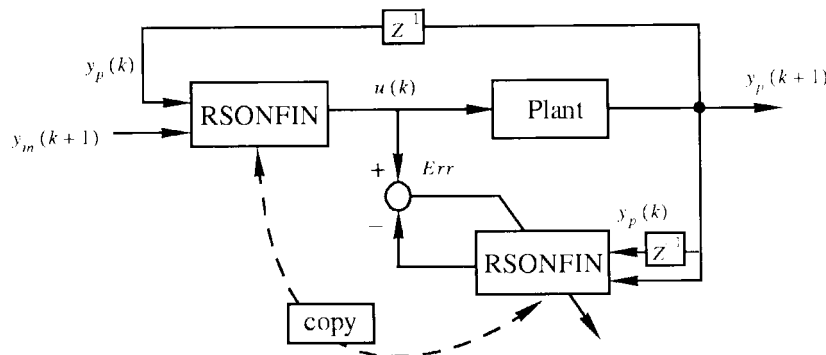 Z⁻¹
y_p(k)
u(k)
y_p(k+1)
RSONFIN
Plant
y_m(k+1)
+
Err
−
y_p(k)
Z⁻¹
RSONFIN
copy